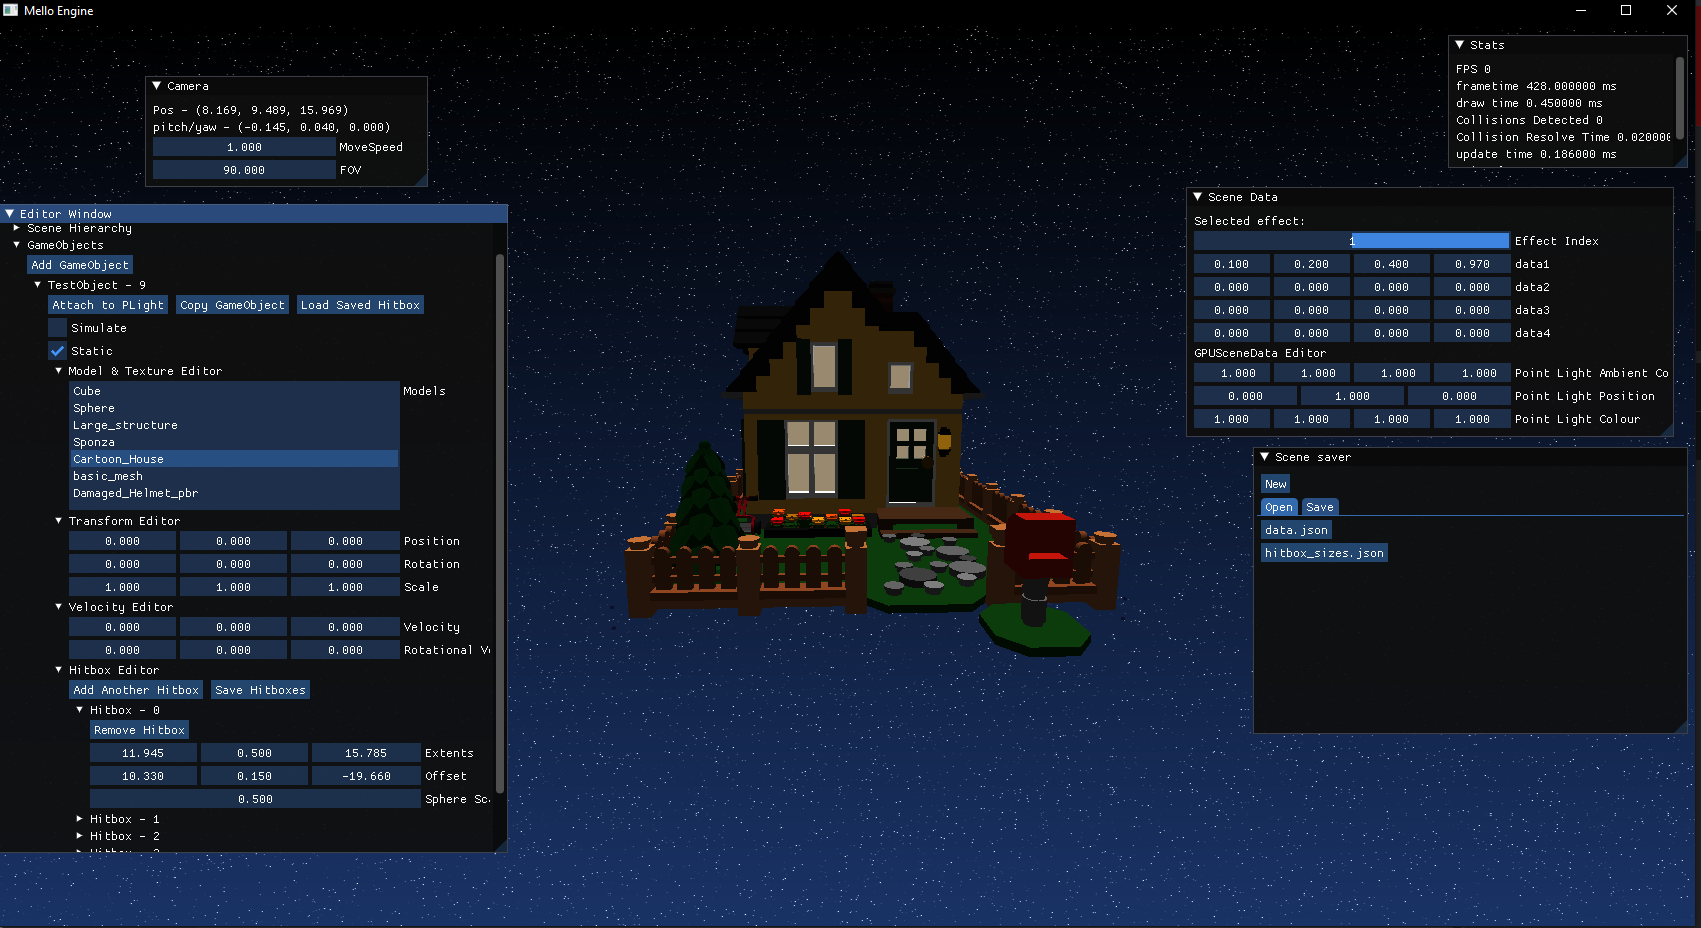 Mello Engine
Camera
Pos - (8.169, 9.489, 15.969)
pitch/yaw - (-0.145, 0.040, 0.000)
1.000 MoveSpeed
90.000 FOV
Editor Window
Scene Hierarchy
GameObjects
Add GameObject
TestObject - 9
Attach to PLight Copy GameObject Load Saved Hitbox
Simulate
Static
Model & Texture Editor
Cube Models
Sphere
Large_structure
Sponza
Cartoon_House
basic_mesh
Damaged_Helmet_pbr
Transform Editor
0.000 0.000 0.000 Position
0.000 0.000 0.000 Rotation
1.000 1.000 1.000 Scale
Velocity Editor
0.000 0.000 0.000 Velocity
0.000 0.000 0.000 Rotational V
Hitbox Editor
Add Another Hitbox Save Hitboxes
Hitbox - 0
Remove Hitbox
11.945 0.500 15.785 Extents
10.330 0.150 -19.660 Offset
0.500 Sphere Sc
Hitbox - 1
Hitbox - 2
Stats
FPS 0
frametime 428.000000 ms
draw time 0.450000 ms
Collisions Detected 0
Collision Resolve Time 0.020000
update time 0.186000 ms
Scene Data
Selected effect:
1 Effect Index
0.100 0.200 0.400 0.970 data1
0.000 0.000 0.000 0.000 data2
0.000 0.000 0.000 0.000 data3
0.000 0.000 0.000 0.000 data4
GPUSceneData Editor
1.000 1.000 1.000 1.000 Point Light Ambient Co
0.000 1.000 0.000 Point Light Position
1.000 1.000 1.000 1.000 Point Light Colour
Scene saver
New
Open Save
data.json
hitbox_sizes.json